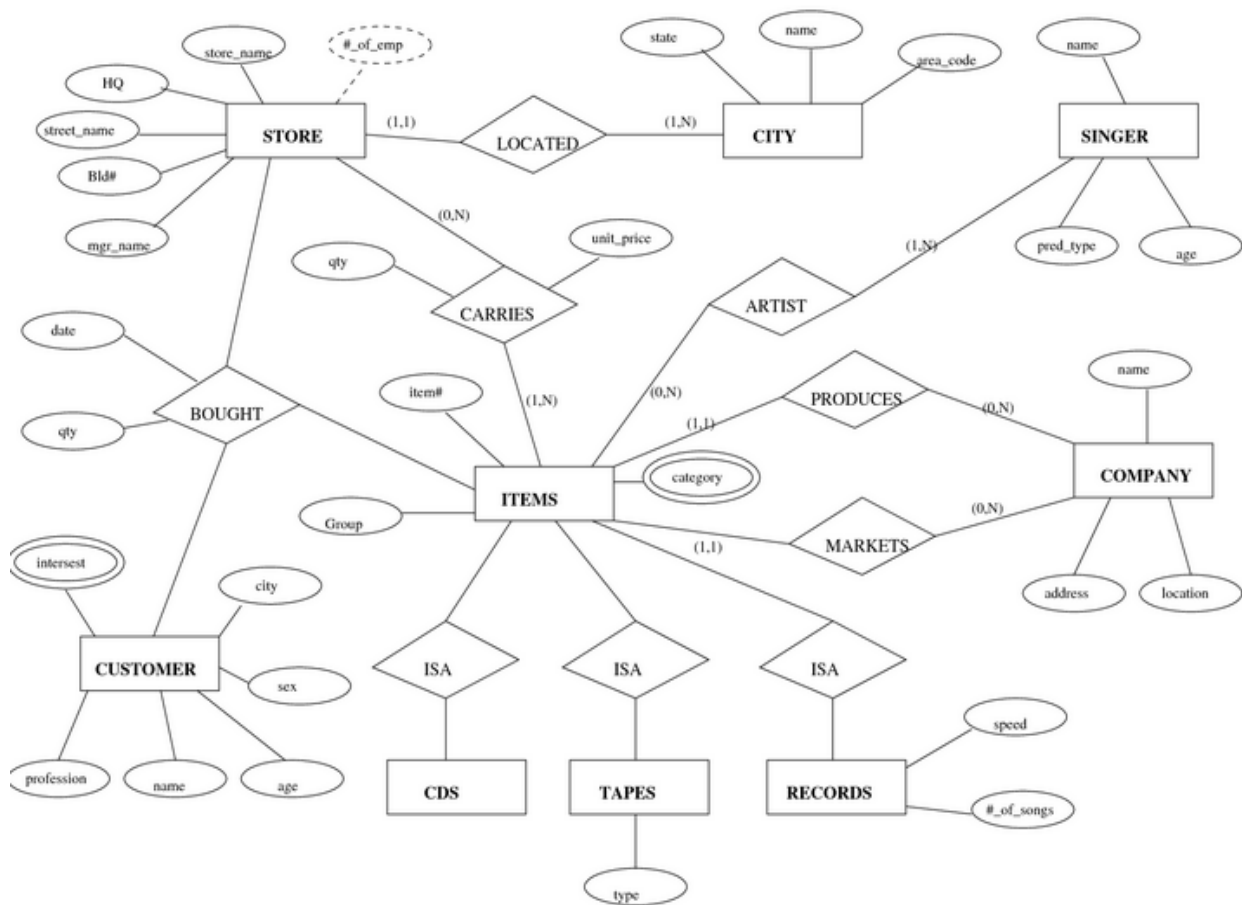 store_name
#_of_emp
state
name
area_code
name
HQ
street_name
STORE
(1,1)
LOCATED
(1,N)
CITY
SINGER
Bld#
mgr_name
(0,N)
unit_price
qty
CARRIES
pred_type
age
(1,N)
ARTIST
date
BOUGHT
qty
item#
(1,N)
(0,N)
PRODUCES
(1,1)
(0,N)
name
ITEMS
category
COMPANY
Group
(1,1)
MARKETS
(0,N)
address
location
intersest
city
CUSTOMER
sex
profession
name
age
ISA
ISA
ISA
CDS
TAPES
RECORDS
speed
#_of_songs
type